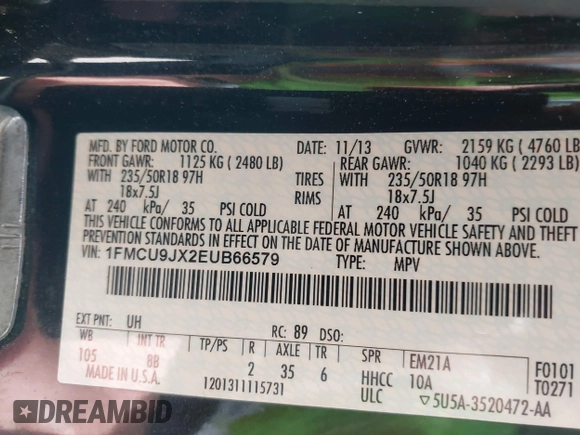 MFD. BY FORD MOTOR CO. DATE: 11/13 GVWR: 2159 KG ( 4760 LB
FRONT GAWR: 1125 KG ( 2480 LB) REAR GAWR: 1040 KG ( 2293 LB)
WITH 235/50R18 97H TIRES WITH 235/50R18 97H
18x7.5J RIMS 18x7.5J
AT 240 kPa/ 35 PSI COLD AT 240 kPa/ 35 PSI COLD
THIS VEHICLE CONFORMS TO ALL APPLICABLE FEDERAL MOTOR VEHICLE SAFETY AND THEFT
PREVENTION STANDARDS IN EFFECT ON THE DATE OF MANUFACTURE SHOWN ABOVE.
VIN: 1FMCU9JX2EUB66579 TYPE: MPV
EXT PNT: UH RC: 89 DSO:
WB INT TR TP/PS R AXLE TR SPR EM21A F0101
105 BB 2 35 6 HHCC 10A T0271
MADE IN U.S.A. 1201311115731 ULC ▽5U5A-3520472-AA
DCD AUTO DEALERS